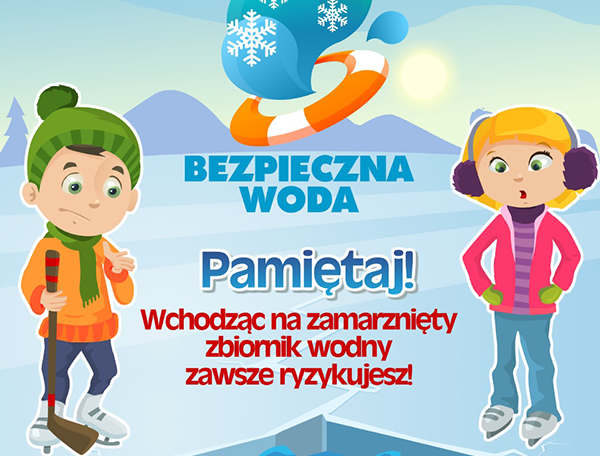 BEZPIECZNA
WODA
Pamiętaj!
Wchodząc na zamarznięty
zbiornik wodny
zawsze ryzykujesz!